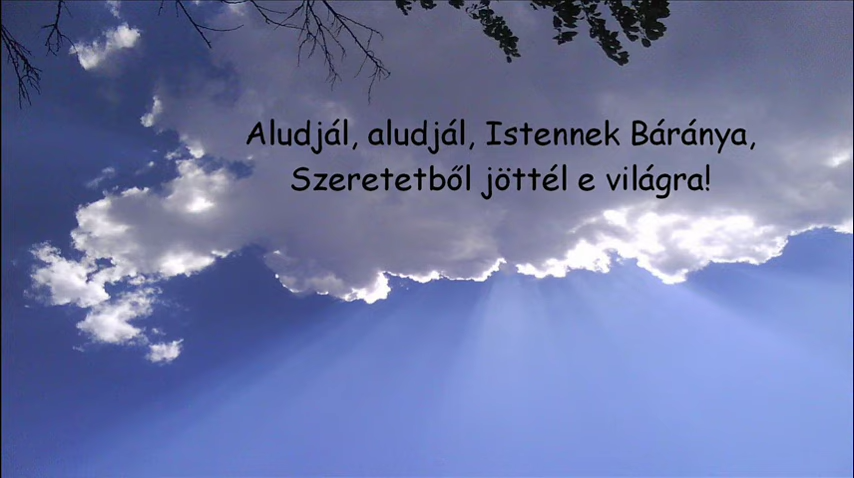 Aludjál, aludjál, Istennek Báránya,
Szeretetből jöttél e világra!